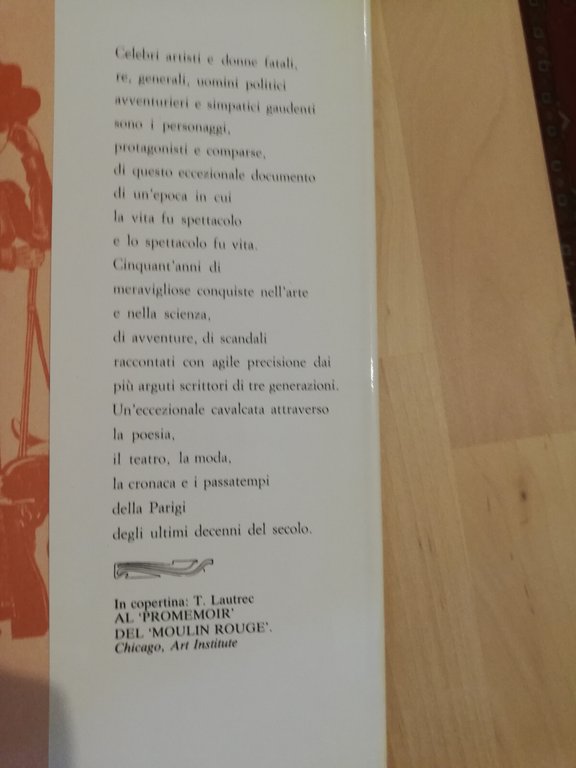 Celebri artisti e donne fatali,
re, generali, uomini politici
avventurieri e simpatici gaudenti
sono i personaggi,
protagonisti e comparse,
di questo eccezionale documento
di un'epoca in cui
la vita fu spettacolo
e lo spettacolo fu vita.
Cinquant'anni di
meravigliose conquiste nell'arte
e nella scienza,
di avventure, di scandali
raccontati con agile precisione dai
più arguti scrittori di tre generazioni.
Un'eccezionale cavalcata attraverso
la poesia,
il teatro, la moda,
la cronaca e i passatempi
della Parigi
degli ultimi decenni del secolo.
In copertina: T. Lautrec
AL 'PROMEMOIR'
DEL 'MOULIN ROUGE'.
Chicago, Art Institute